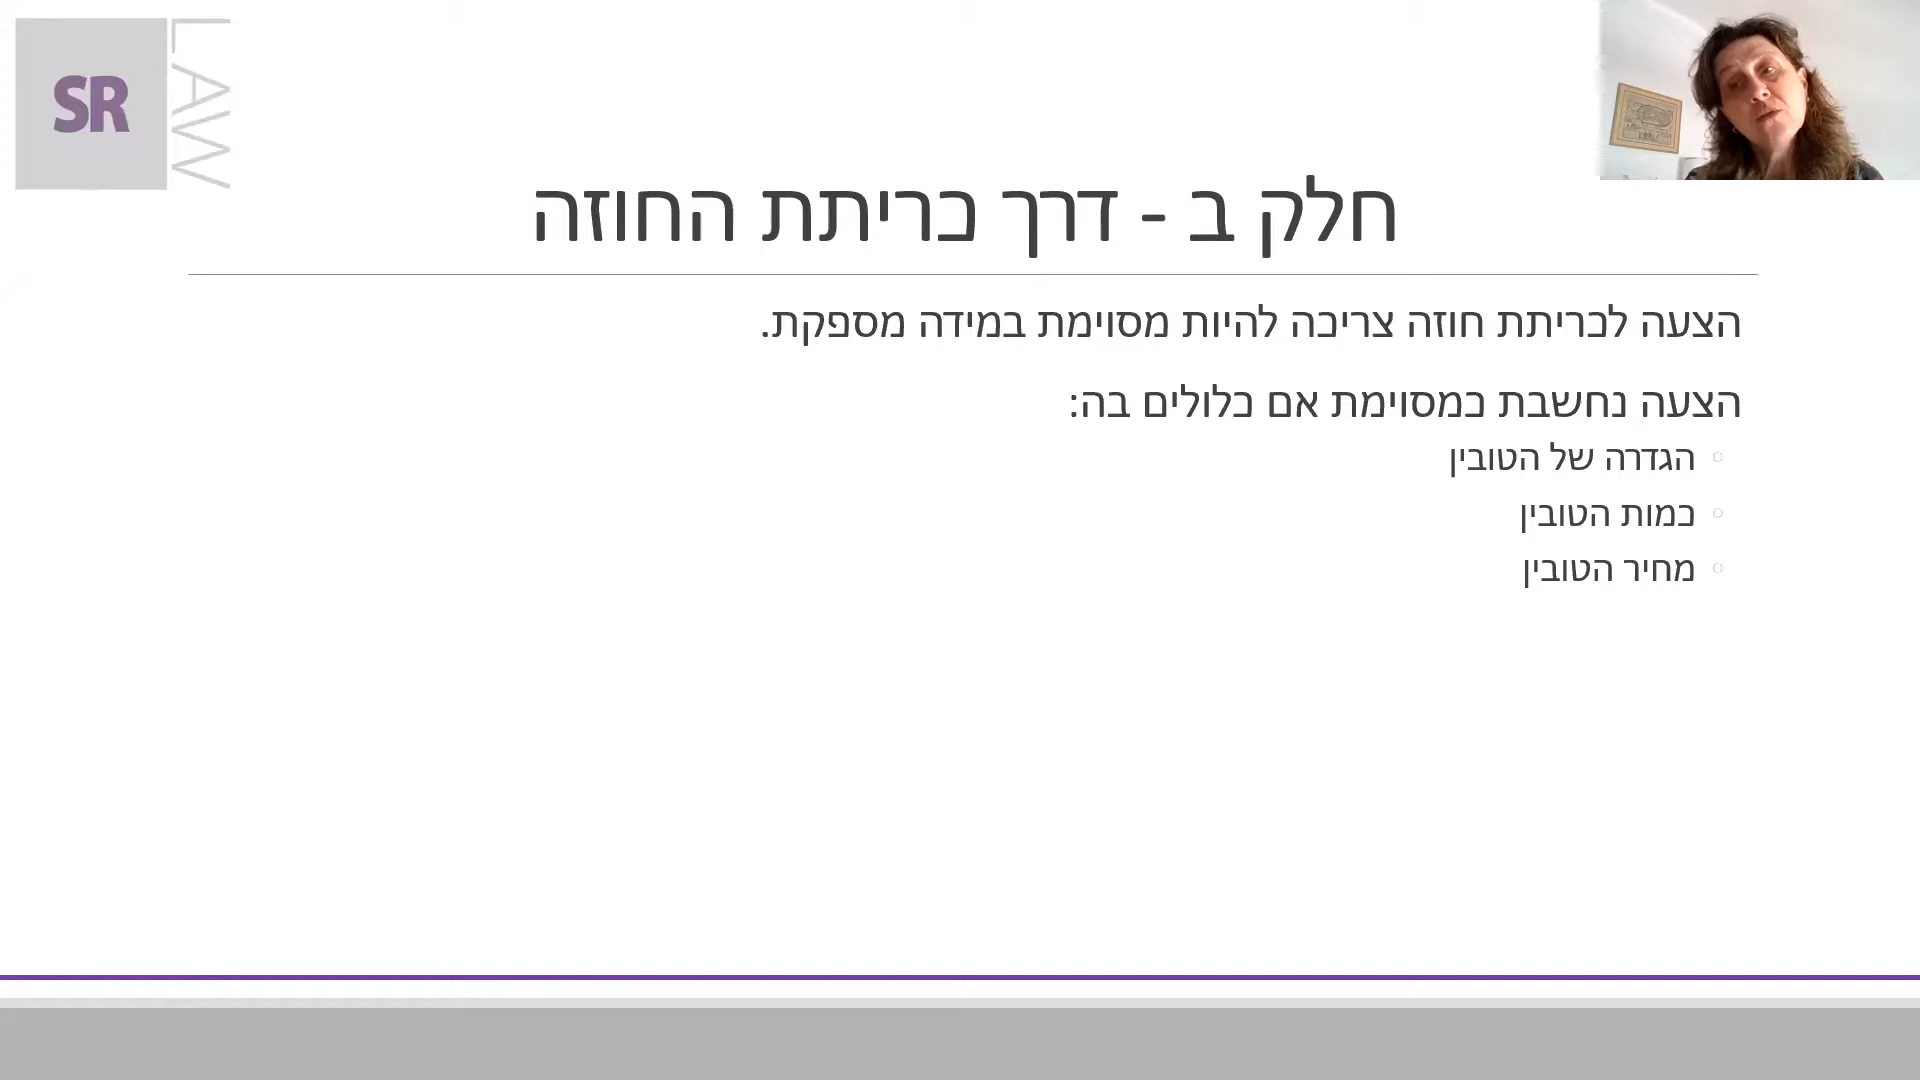 SR
LAW
חלק ב - דרך כריתת החוזה
הצעה לכריתת חוזה צריכה להיות מסוימת במידה מספקת.
הצעה נחשבת כמסוימת אם כלולים בה:
הגדרה של הטובין
כמות הטובין
מחיר הטובין